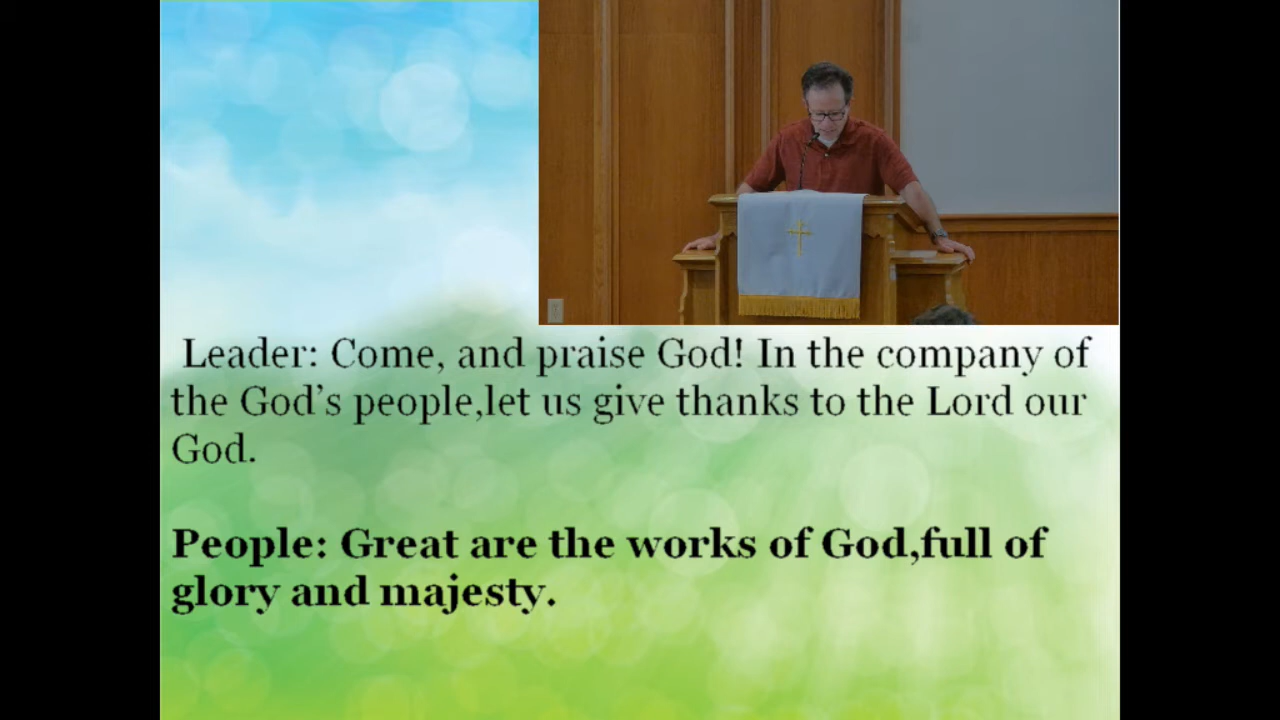 Leader: Come, and praise God! In the company of
the God’s people,let us give thanks to the Lord our
God.
People: Great are the works of God,full of
glory and majesty.